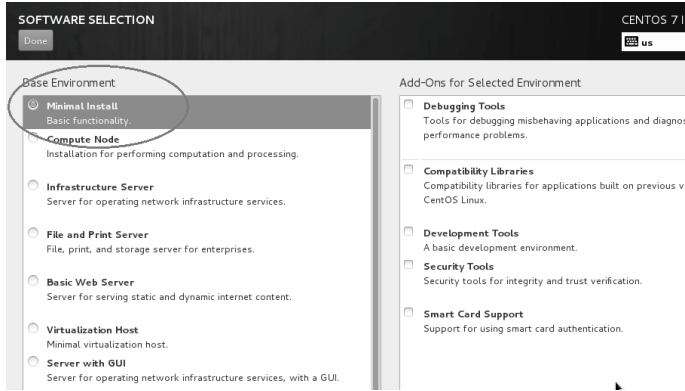 SOFTWARE SELECTION
CENTOS 7 I
Done
us
Base Environment
Minimal Install
Basic functionality.
Compute Node
Installation for performing computation and processing.
Infrastructure Server
Server for operating network infrastructure services.
File and Print Server
File, print, and storage server for enterprises.
Basic Web Server
Server for serving static and dynamic internet content.
Virtualization Host
Minimal virtualization host.
Server with GUI
Server for operating network infrastructure services, with a GUI.
Add-Ons for Selected Environment
Debugging Tools
Tools for debugging misbehaving applications and diagnos
performance problems.
Compatibility Libraries
Compatibility libraries for applications built on previous v
CentOS Linux.
Development Tools
A basic development environment.
Security Tools
Security tools for integrity and trust verification.
Smart Card Support
Support for using smart card authentication.